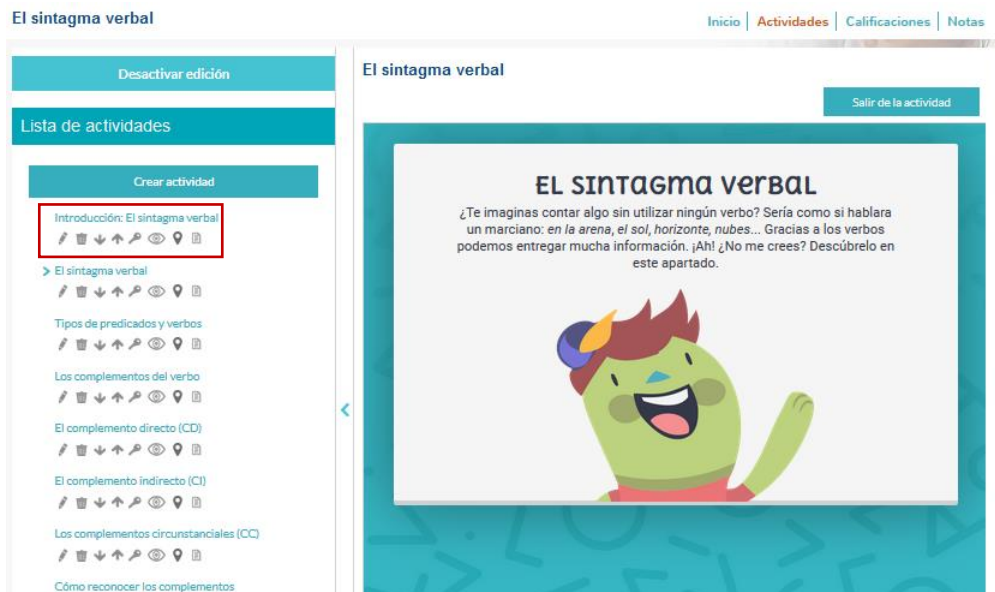 El sintagma verbal
Inicio | Actividades | Calificaciones | Notas
Desactivar edición
Lista de actividades
Crear actividad
Introducción: El sintagma verbal
El sintagma verbal
Tipos de predicados y verbos
Los complementos del verbo
El complemento directo (CD)
El complemento indirecto (CI)
Los complementos circunstanciales (CC)
Cómo reconocer los complementos
El sintagma verbal
Salir de la actividad
EL SINTAGMA VERBAL
¿Te imaginas contar algo sin utilizar ningún verbo? Sería como si hablara
un marciano: en la arena, el sol, horizonte, nubes... Gracias a los verbos
podemos entregar mucha información. ¡Ah! ¿No me crees? Descúbrelo en
este apartado.